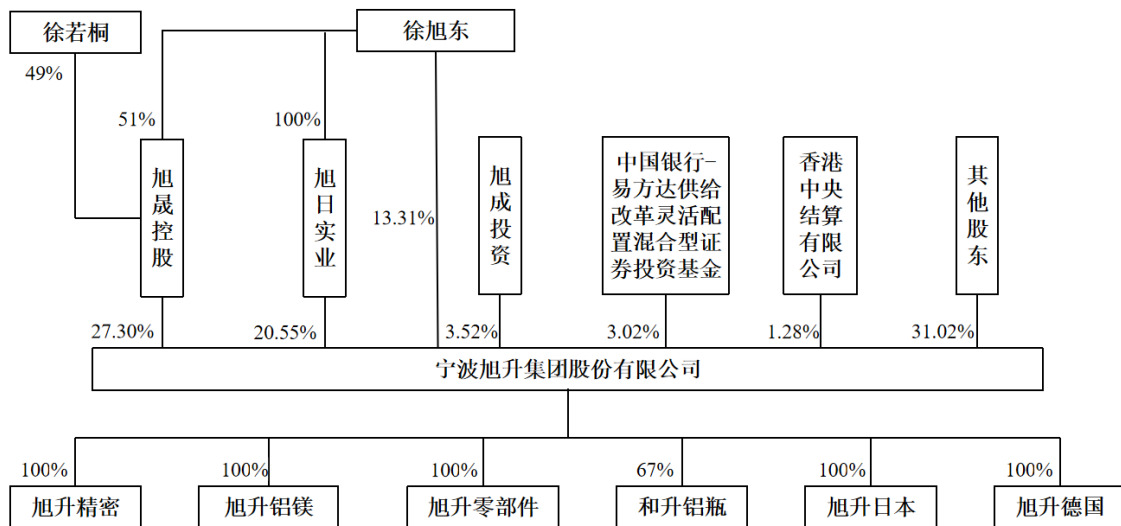 徐若桐
徐旭东
49%
51%
100%
旭晟控股
旭日实业
13.31%
旭成投资
中国银行-
易方达供给
改革灵活配
置混合型证
券投资基金
香港
中央
结算
有限
公司
其他股东
27.30%
20.55%
3.52%
3.02%
1.28%
31.02%
宁波旭升集团股份有限公司
100%
100%
100%
67%
100%
100%
旭升精密
旭升铝镁
旭升零部件
和升铝瓶
旭升日本
旭升德国